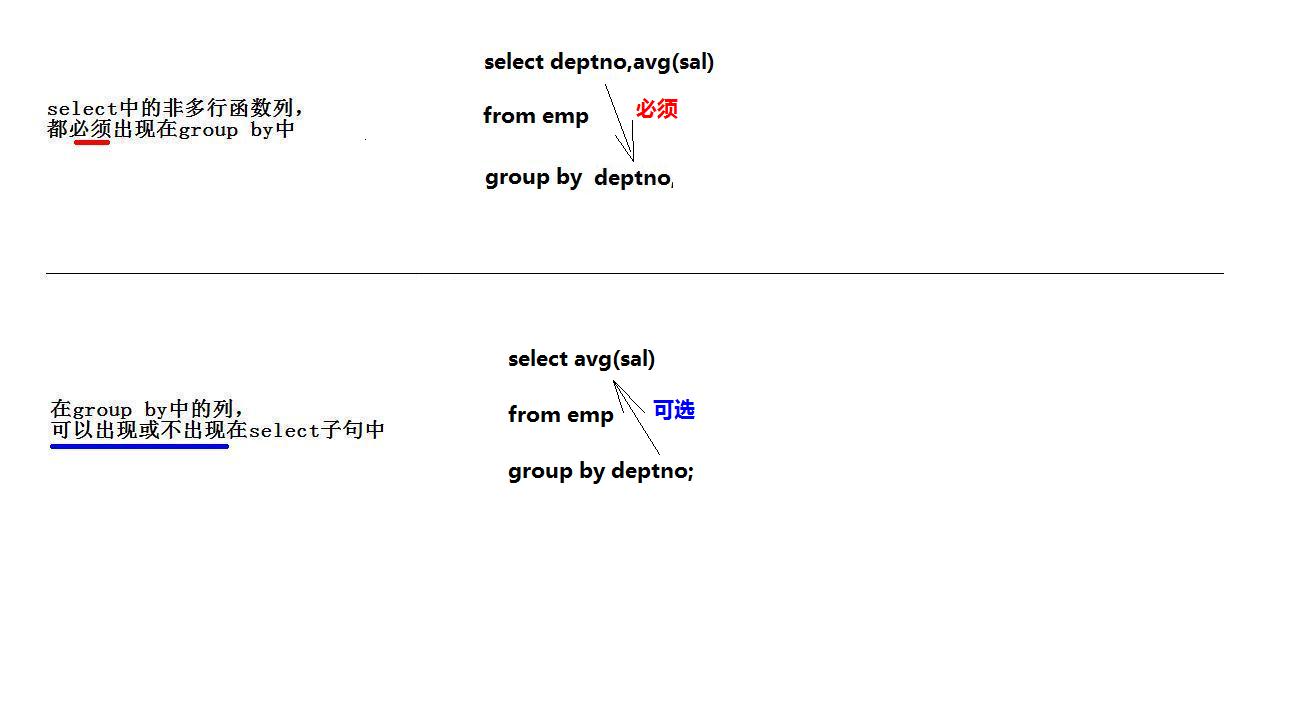 select deptno,avg(sal)
select中的非多行函数列，
都必须出现在group by中
from emp
必须
group by deptno,
select avg(sal)
在group by中的列，
可以出现或不出现在select子句中
from emp
可选
group by deptno;